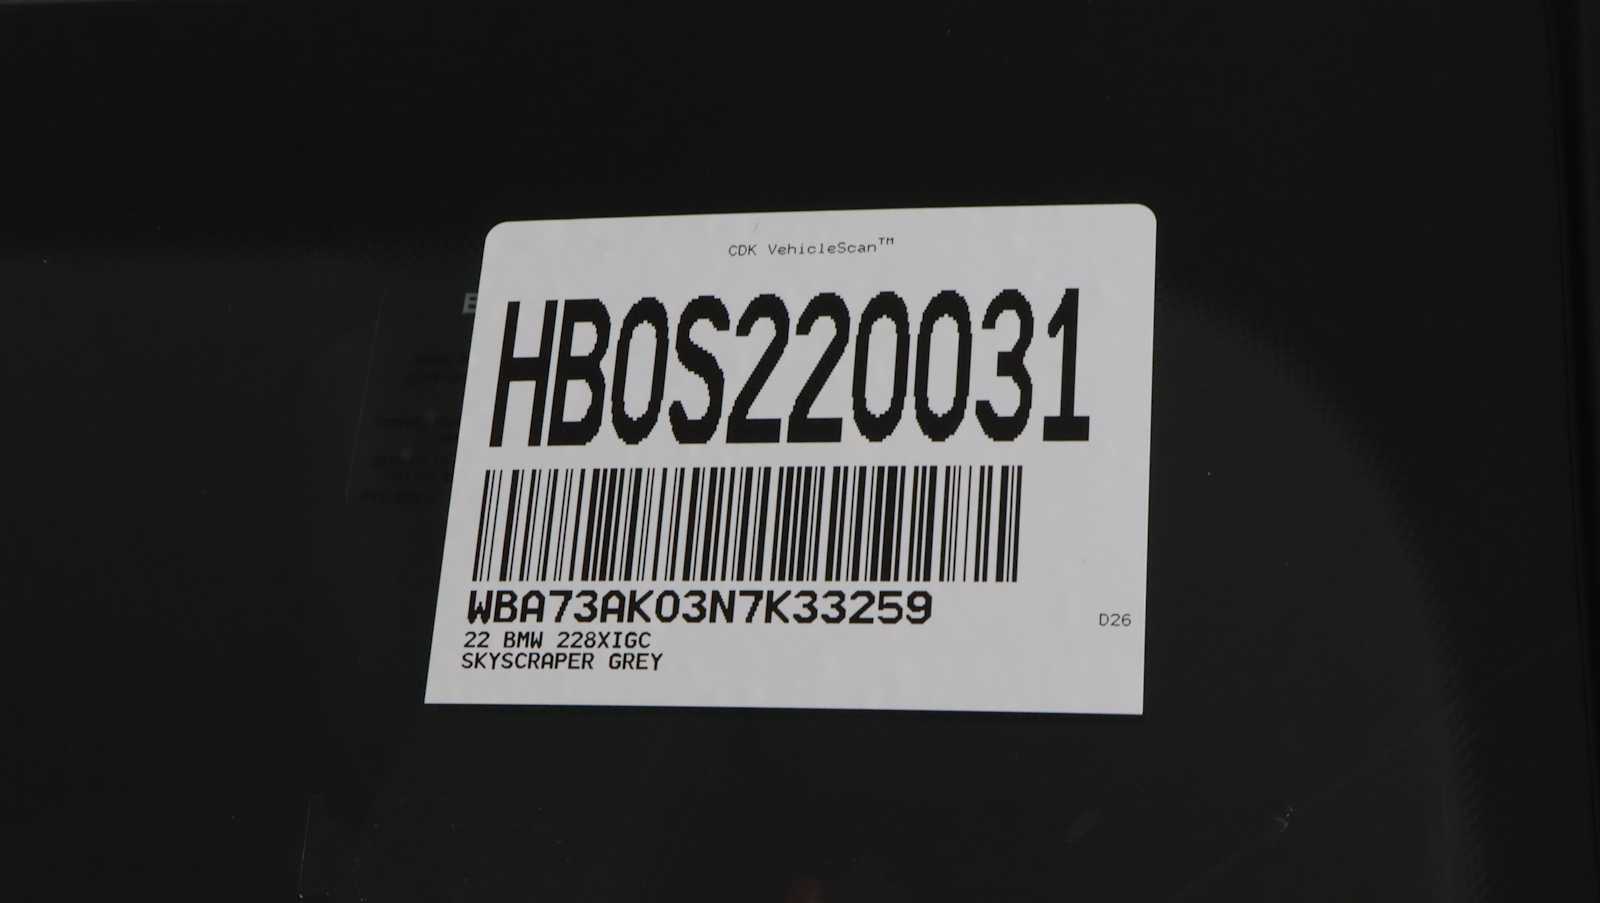 CDK VehicleScan™
HBOS220031
WBA73AK03N7K33259
22 BMW 228XIGC
SKYSCRAPER GREY
D26